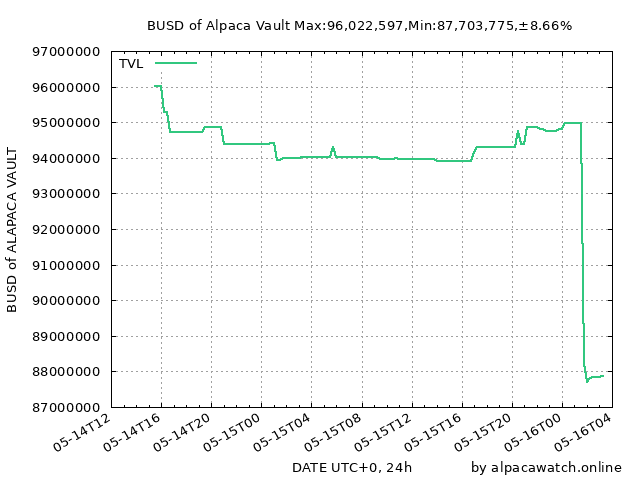 BUSD of Alpaca Vault Max:96,022,597,Min:87,703,775,±8.66%
TVL
97000000
96000000
95000000
94000000
93000000
92000000
91000000
90000000
89000000
88000000
87000000
BUSD of ALAPACA VAULT
05-14T12
05-14T16
05-14T20
05-15T00
05-15T04
05-15T08
05-15T12
05-15T16
05-15T20
05-16T00
05-16T04
DATE UTC+0, 24h
by alpacawatch.online